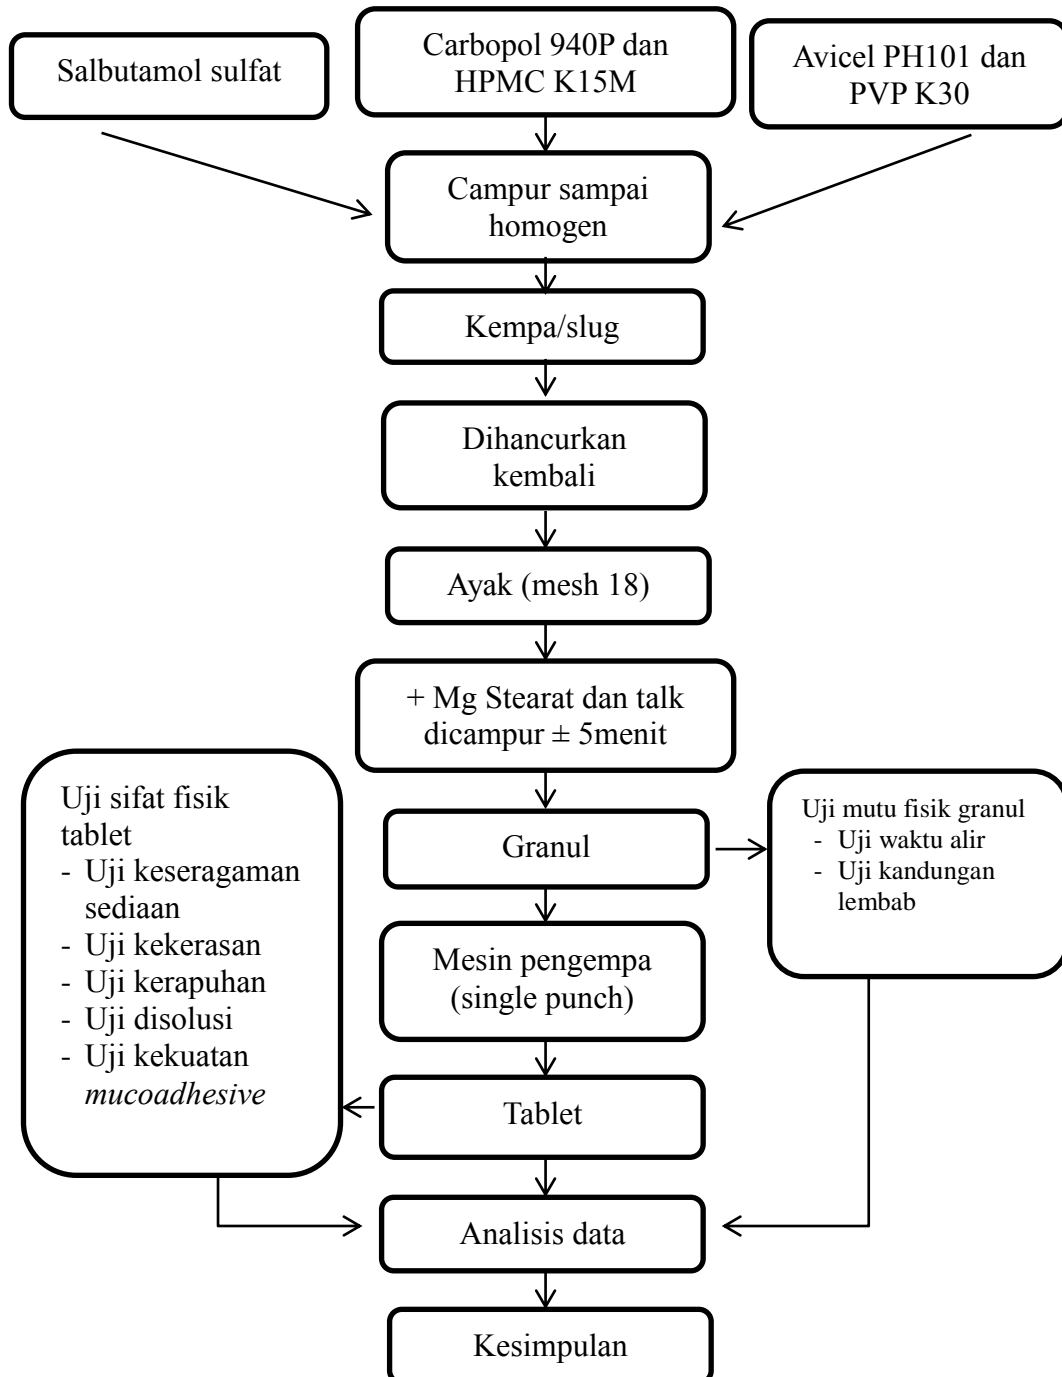 Salbutamol sulfat
Carbopol 940P dan
HPMC K15M
Avicel PH101 dan
PVP K30
Campur sampai
homogen
Kempa/slug
Dihancurkan
kembali
Ayak (mesh 18)
+ Mg Stearat dan talk
dicampur ± 5menit
Uji sifat fisik
tablet
- Uji keseragaman
sediaan
- Uji kekerasan
- Uji kerapuhan
- Uji disolusi
- Uji kekuatan
mucoadhesive
Granul
Uji mutu fisik granul
- Uji waktu alir
- Uji kandungan
lembab
Mesin pengempa
(single punch)
Tablet
Analisis data
Kesimpulan